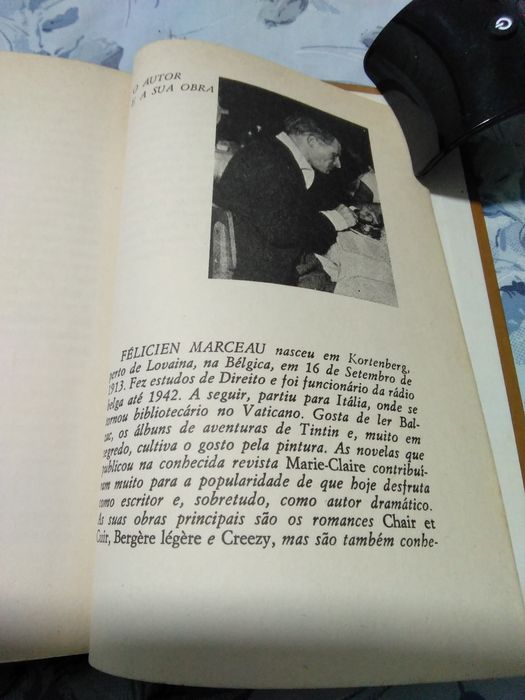 O AUTOR
E A SUA OBRA
FÉLICIEN MARCEAU nasceu em Kortenberg,
perto de Lovaina, na Bélgica, em 16 de Setembro de
1913. Fez estudos de Direito e foi funcionário da rádio
belga até 1942. A seguir, partiu para Itália, onde se
tornou bibliotecário no Vaticano. Gosta de ler Bal-
zac, os álbuns de aventuras de Tintin e, muito em
segredo, cultiva o gosto pela pintura. As novelas que
publicou na conhecida revista Marie-Claire contribuí-
ram muito para a popularidade de que hoje desfruta
como escritor e, sobretudo, como autor dramático.
As suas obras principais são os romances Chair et
Cuir, Bergère légère e Creezy, mas são também conhe-